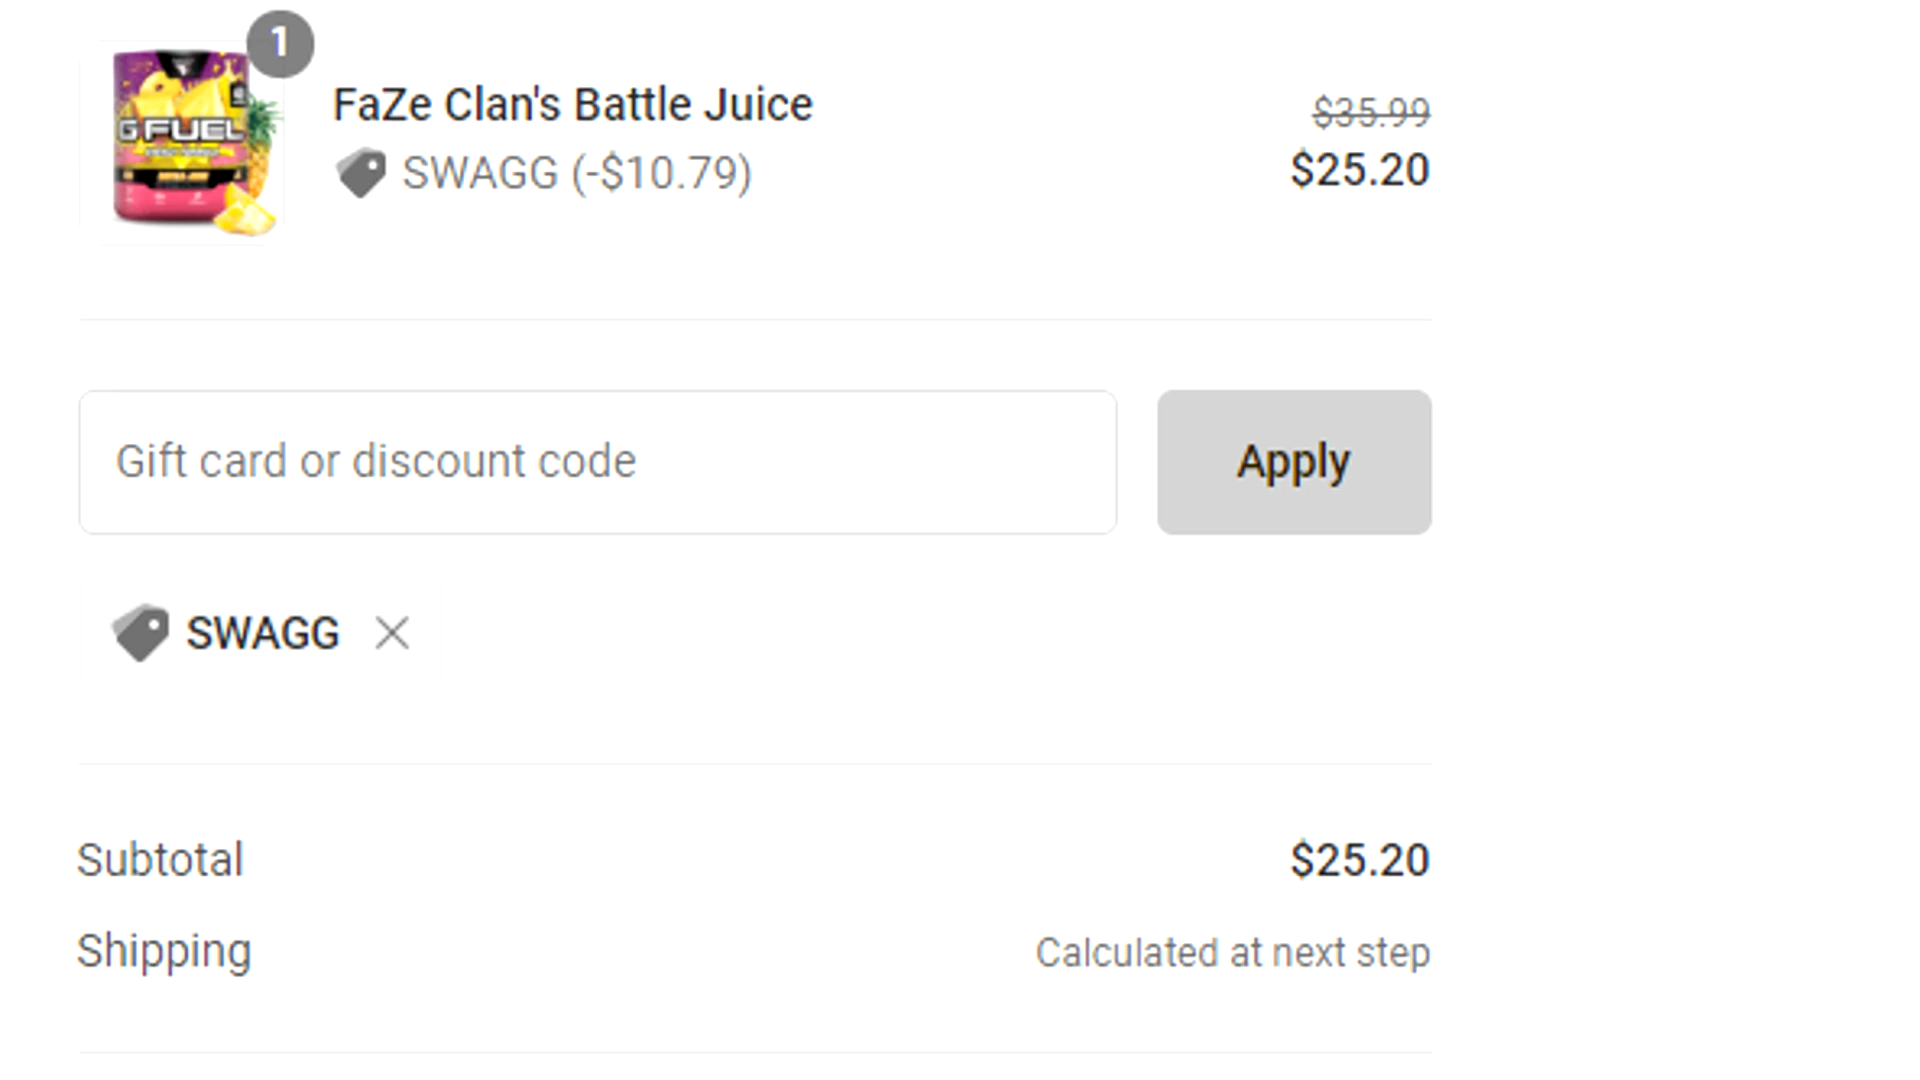 1
G FUEL
FaZe Clan's Battle Juice
SWAGG (-$10.79)
$35.99
$25.20
Gift card or discount code
Apply
SWAGG
Subtotal
$25.20
Shipping
Calculated at next step